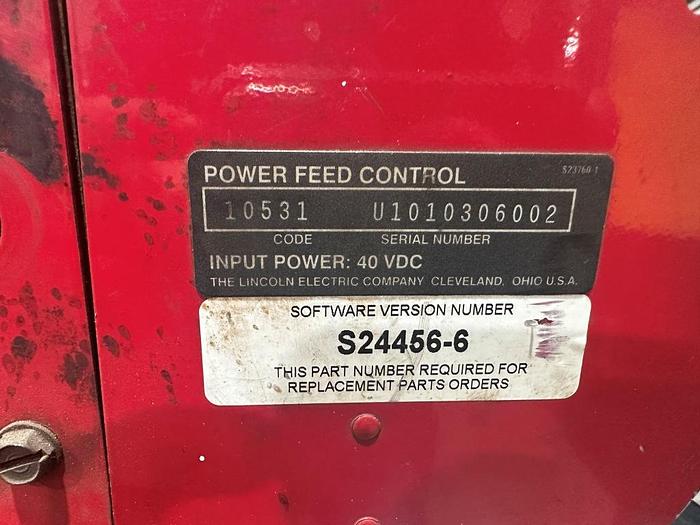 POWER FEED CONTROL S23760-1
10531 U1010306002
CODE SERIAL NUMBER
INPUT POWER: 40 VDC
THE LINCOLN ELECTRIC COMPANY CLEVELAND, OHIO U.S.A.
SOFTWARE VERSION NUMBER
S24456-6
THIS PART NUMBER REQUIRED FOR
REPLACEMENT PARTS ORDERS